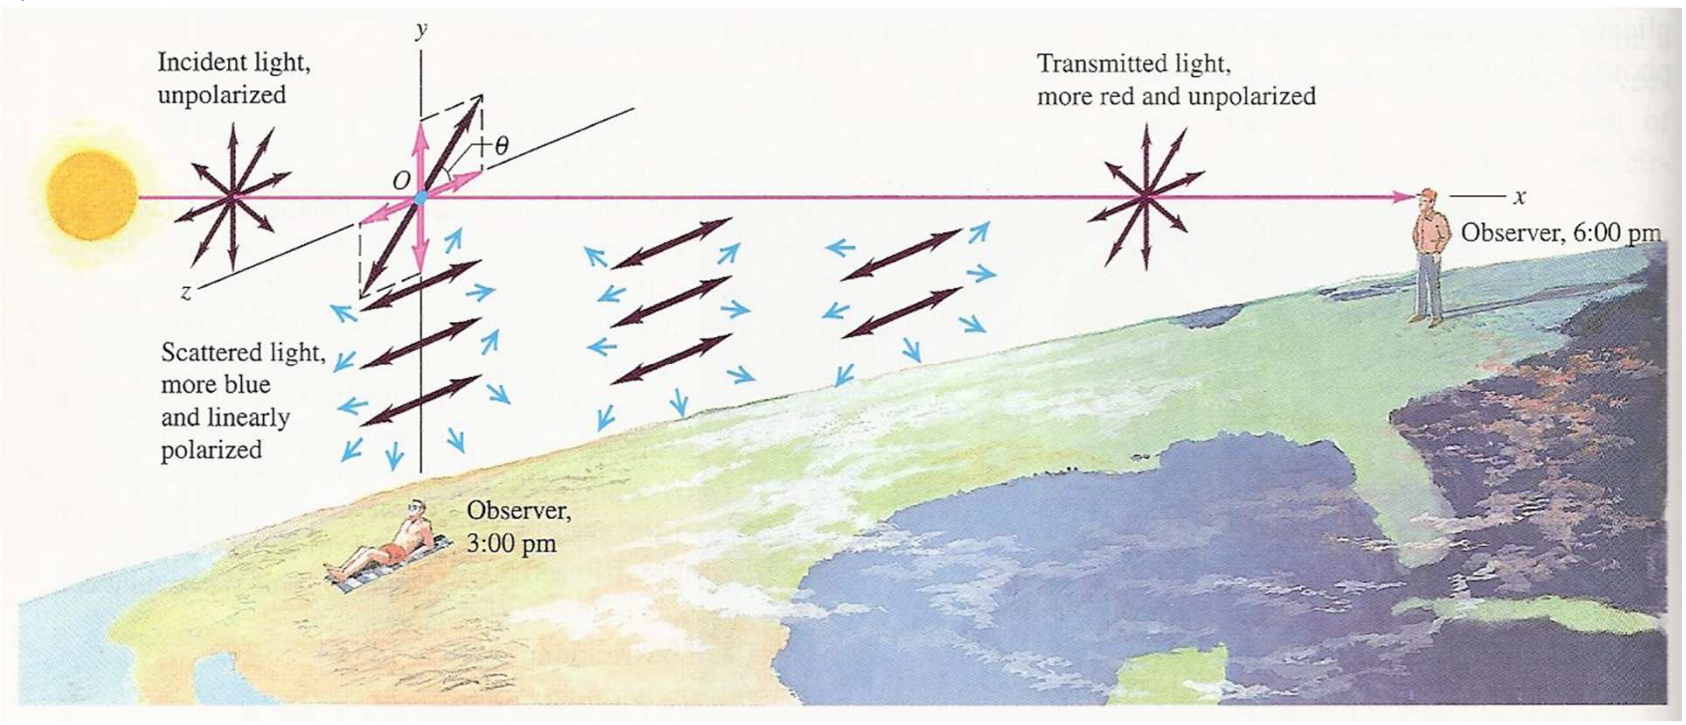 y
Incident light,
unpolarized
Transmitted light,
more red and unpolarized
θ
O
x
Observer, 6:00 pm
z
Scattered light,
more blue
and linearly
polarized
Observer,
3:00 pm